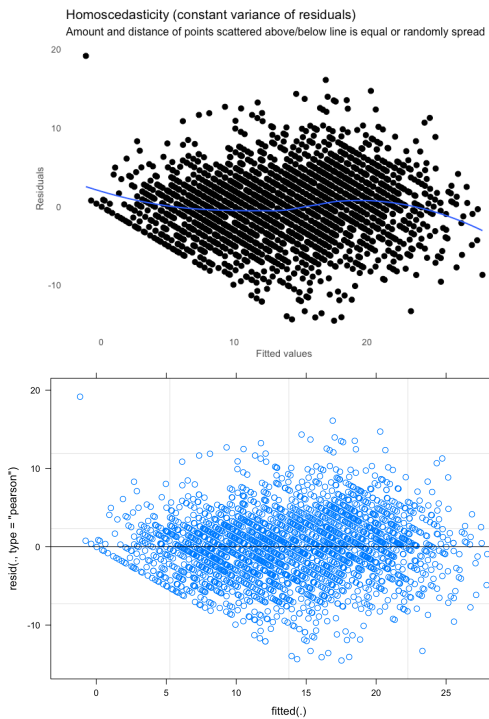 Homoscedasticity (constant variance of residuals)
Amount and distance of points scattered above/below line is equal or randomly spread
20
10
0
-10
Residuals
0 10 20
Fitted values
20
10
0
-10
resid(., type = "pearson")
0 5 10 15 20 25
fitted(.)